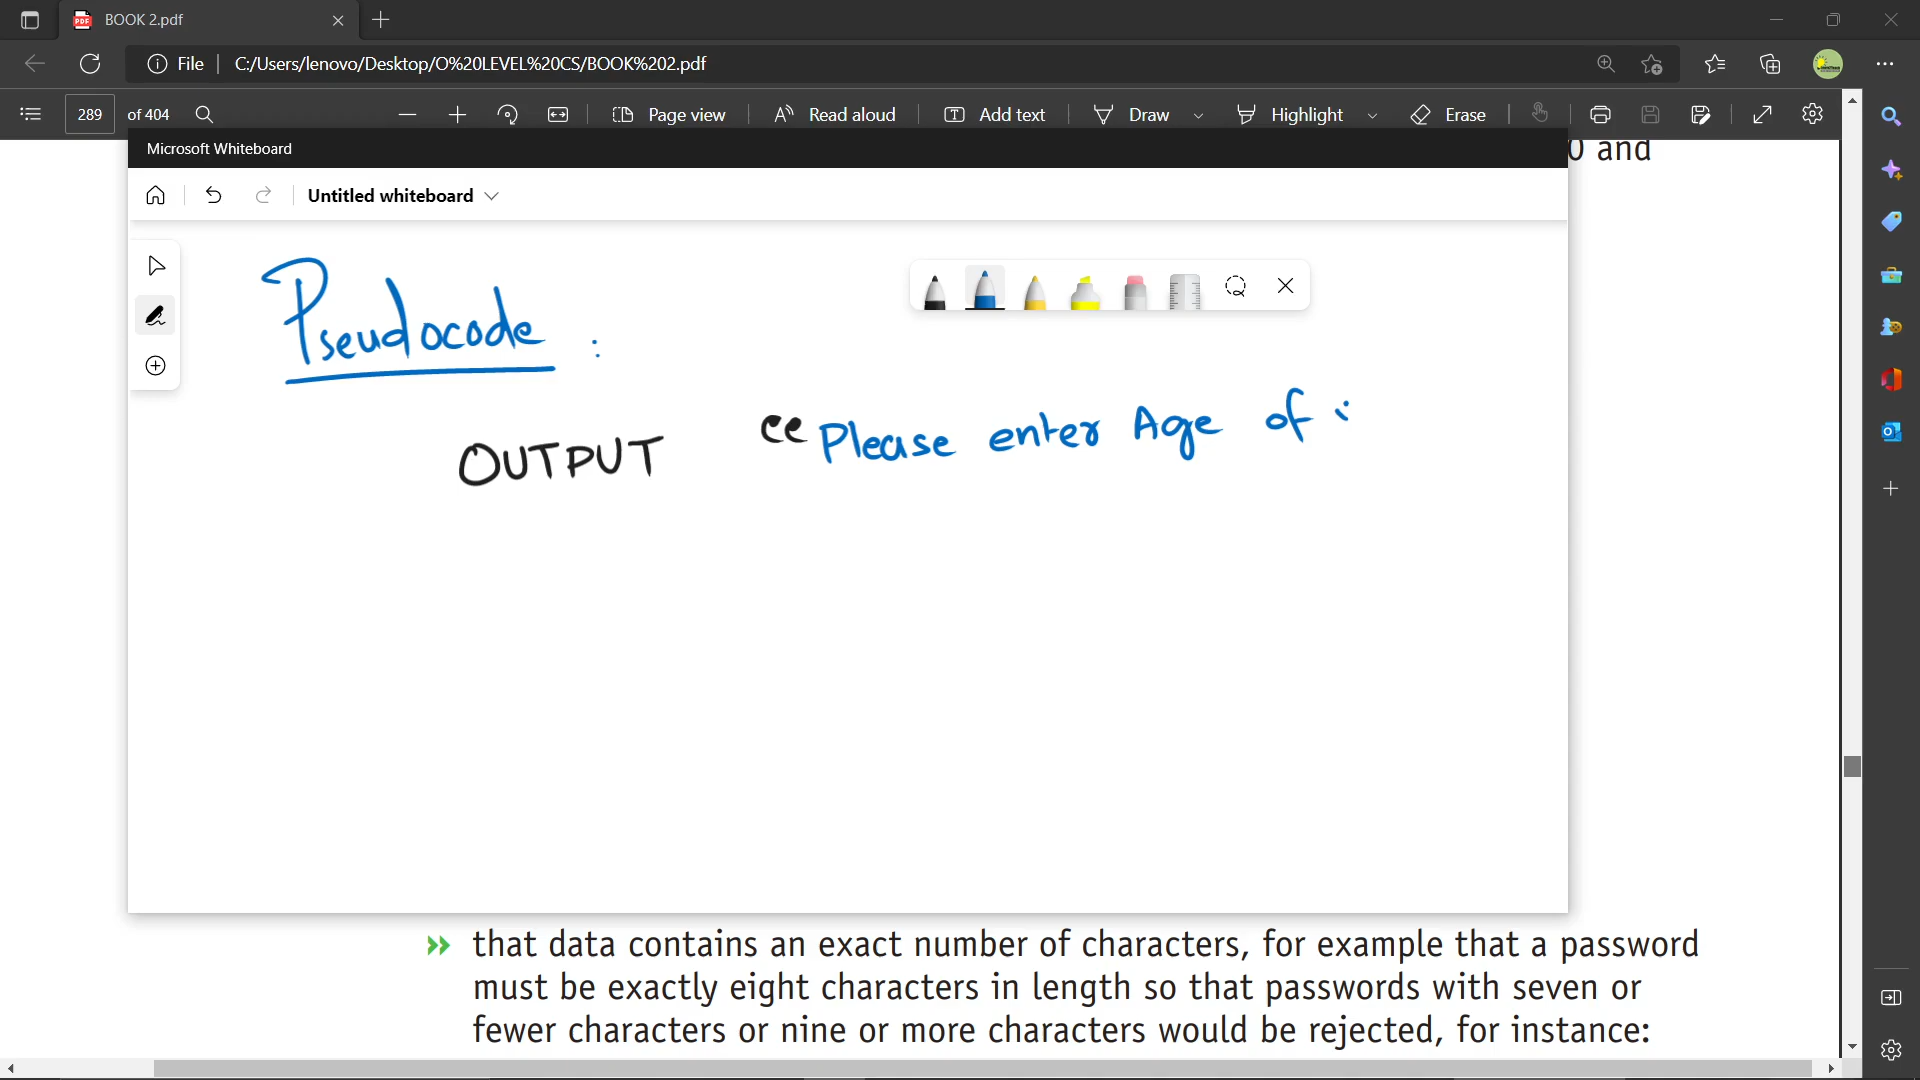 BOOK 2.pdf
File C:/Users/lenovo/Desktop/O%20LEVEL%20CS/BOOK%202.pdf
289 of 404 Page view Read aloud Add text Draw Highlight Erase
0 and
Microsoft Whiteboard
Untitled whiteboard
Pseudocode :
OUTPUT “Please enter Age of
» that data contains an exact number of characters, for example that a password
must be exactly eight characters in length so that passwords with seven or
fewer characters or nine or more characters would be rejected, for instance: